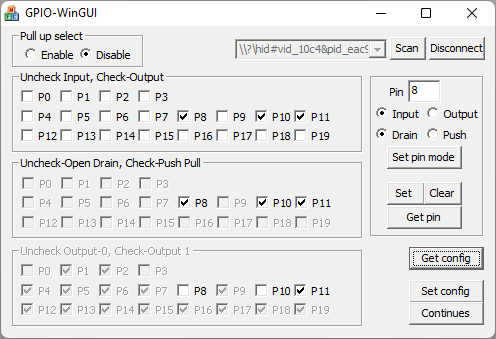 GPIO-WinGUI
Pull up select
Enable Disable
\\?\hid#vid_10c4&pid_eac9
Scan Disconnect
Uncheck Input, Check-Output
P0 P1 P2 P3
P4 P5 P6 P7 P8 P9 P10 P11
P12 P13 P14 P15 P16 P17 P18 P19
Uncheck-Open Drain, Check-Push Pull
P0 P1 P2 P3
P4 P5 P6 P7 P8 P9 P10 P11
P12 P13 P14 P15 P16 P17 P18 P19
Uncheck Output-0, Check-Output 1
P0 P1 P2 P3
P4 P5 P6 P7 P8 P9 P10 P11
P12 P13 P14 P15 P16 P17 P18 P19
Pin 8
Input Output
Drain Push
Set pin mode
Set Clear
Get pin
Get config
Set config
Continues